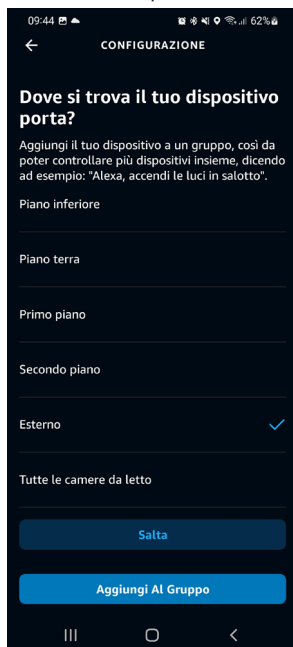 09:44 62%
CONFIGURAZIONE
Dove si trova il tuo dispositivo
porta?
Aggiungi il tuo dispositivo a un gruppo, così da
poter controllare più dispositivi insieme, dicendo
ad esempio: "Alexa, accendi le luci in salotto".
Piano inferiore
Piano terra
Primo piano
Secondo piano
Esterno
Tutte le camere da letto
Salta
Aggiungi Al Gruppo